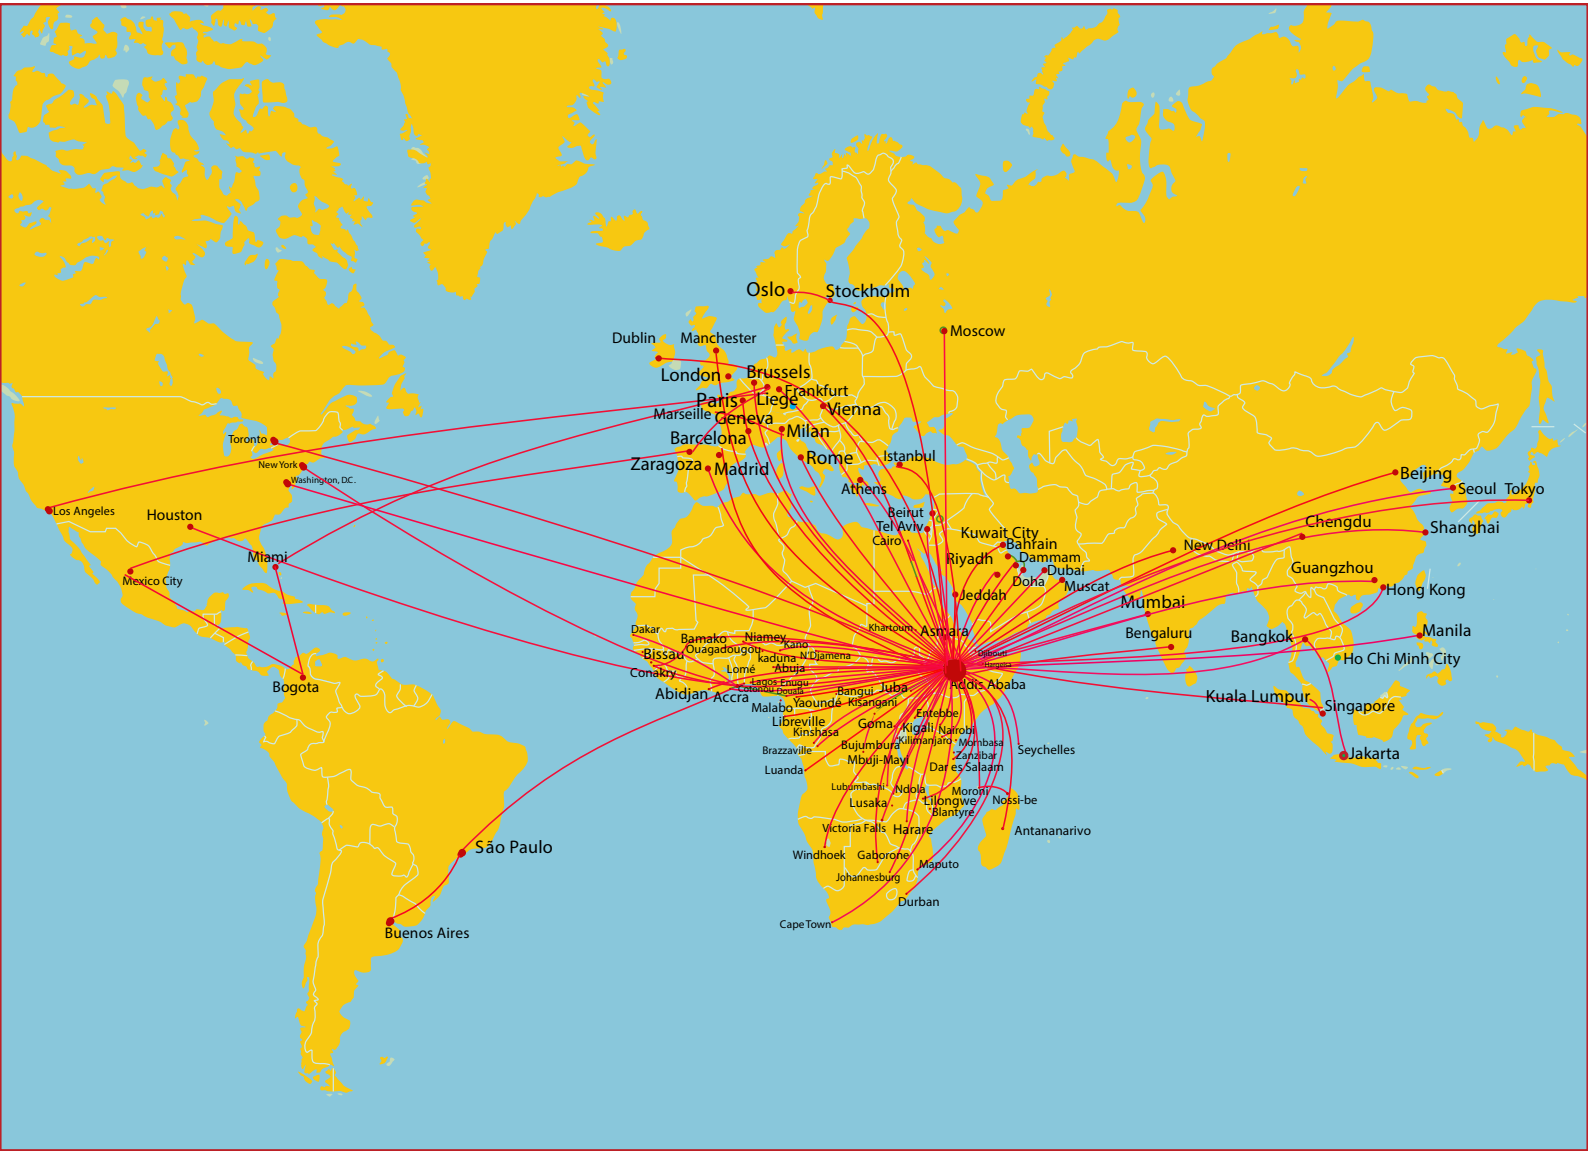 Oslo
Stockholm
Moscow
Dublin
Manchester
London
Brussels
Frankfurt
Paris
Liege
Vienna
Marseille
Geneva
Milan
Barcelona
Zaragoza
Madrid
Rome
Istanbul
Athens
Toronto
New York
Washington, D.C.
Los Angeles
Houston
Miami
Mexico City
Bogota
São Paulo
Buenos Aires
Beirut
Tel Aviv
Cairo
Kuwait City
Bahrain
Riyadh
Dammam
Dubai
Doha
Muscat
Jeddah
Beijing
Seoul
Tokyo
Chengdu
Shanghai
New Delhi
Guangzhou
Hong Kong
Mumbai
Bengaluru
Bangkok
Manila
Ho Chi Minh City
Kuala Lumpur
Singapore
Jakarta
Khartoum
Asmara
Djibouti
Addis Ababa
Dakar
Bamako
Niamey
Kano
Ouagadougou
Bissau
kaduna
N'Djamena
Conakry
Lomé
Abuja
Lagos
Enugu
Abidjan
Accra
Cotonou
Douala
Bangui
Juba
Malabo
Yaoundé
Kisangani
Libreville
Entebbe
Kinshasa
Goma
Kigali
Nairobi
Brazzaville
Bujumbura
Kilimanjaro
Mombasa
Seychelles
Mbuji-Mayi
Zanzibar
Luanda
Dar es Salaam
Lubumbashi
Ndola
Moroni
Lusaka
Lilongwe
Nossi-be
Blantyre
Victoria Falls
Harare
Antananarivo
Windhoek
Gaborone
Maputo
Johannesburg
Durban
Cape Town